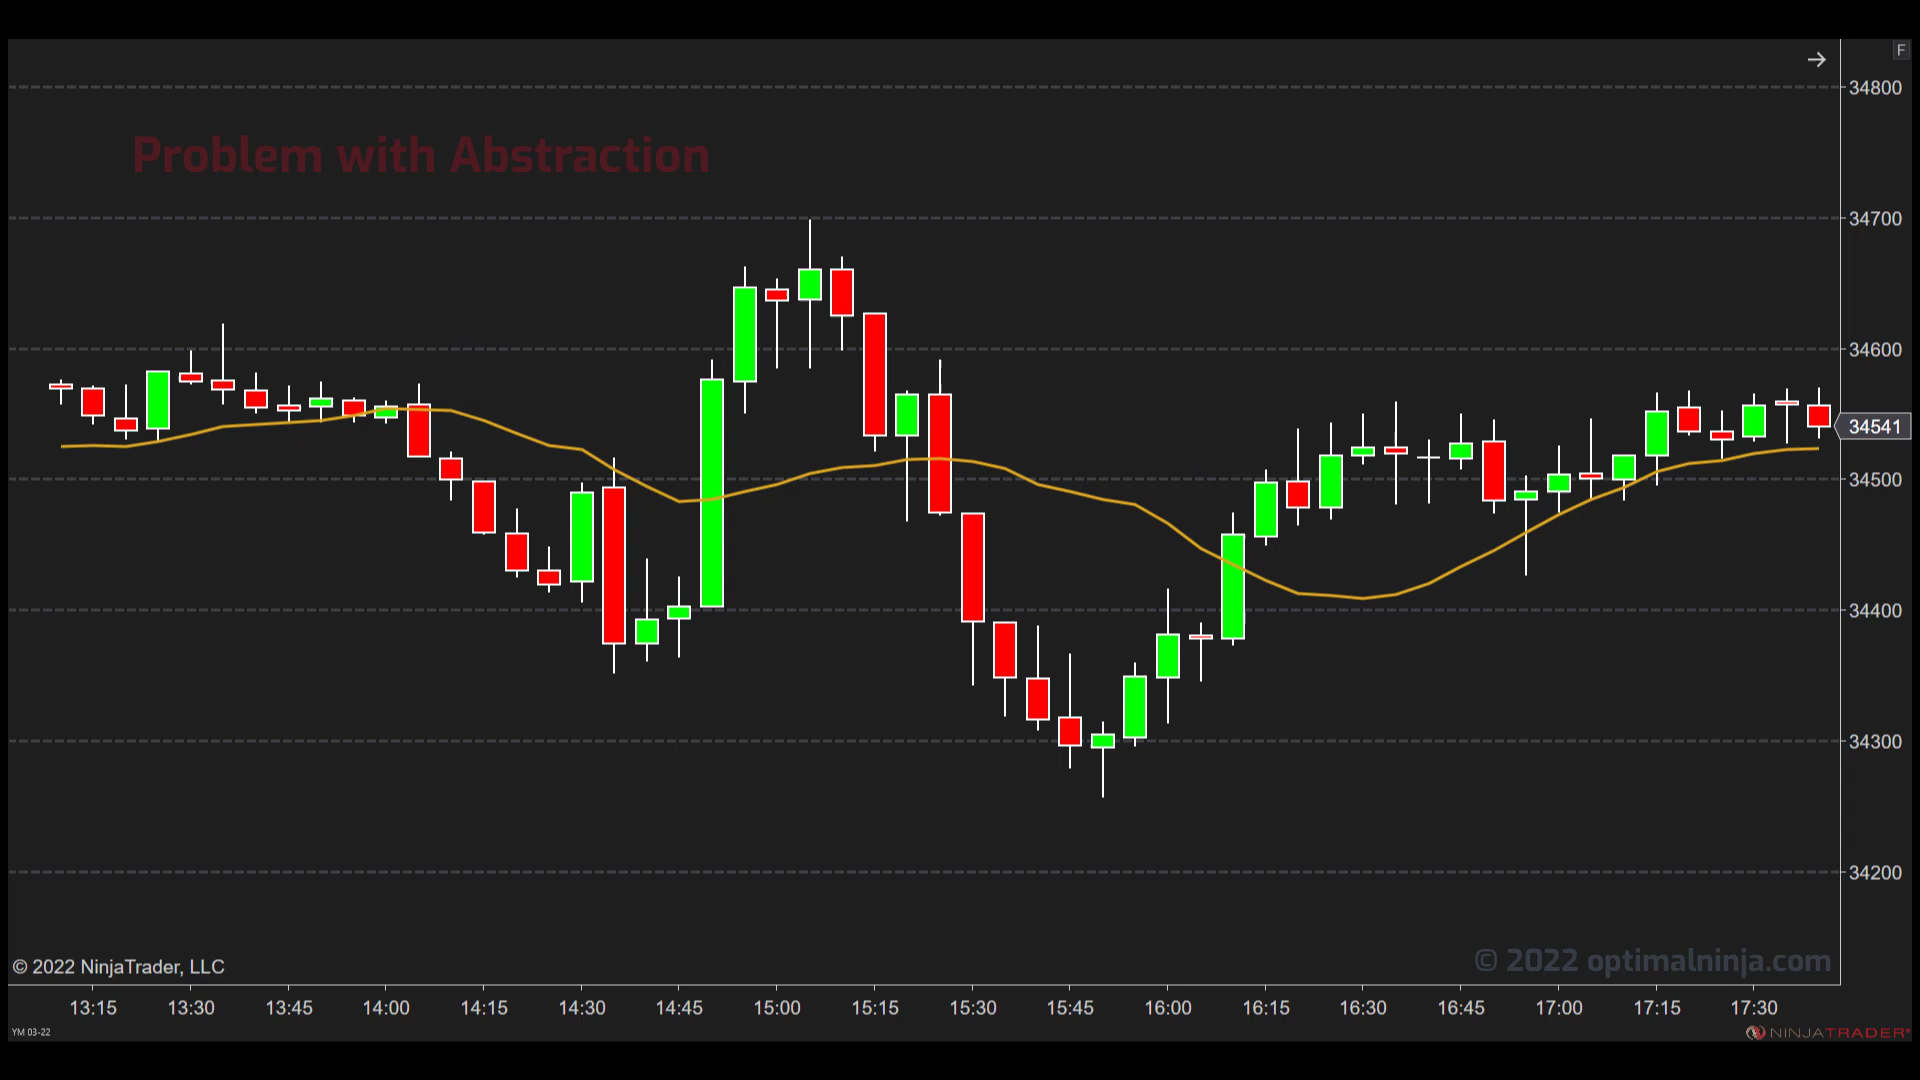 F
34800
Problem with Abstraction
34700
34600
34541
34500
34400
34300
34200
© 2022 NinjaTrader, LLC
© 2022 optimalninja.com
13:15 13:30 13:45 14:00 14:15 14:30 14:45 15:00 15:15 15:30 15:45 16:00 16:15 16:30 16:45 17:00 17:15 17:30
YM 03-22
NINJATRADER®